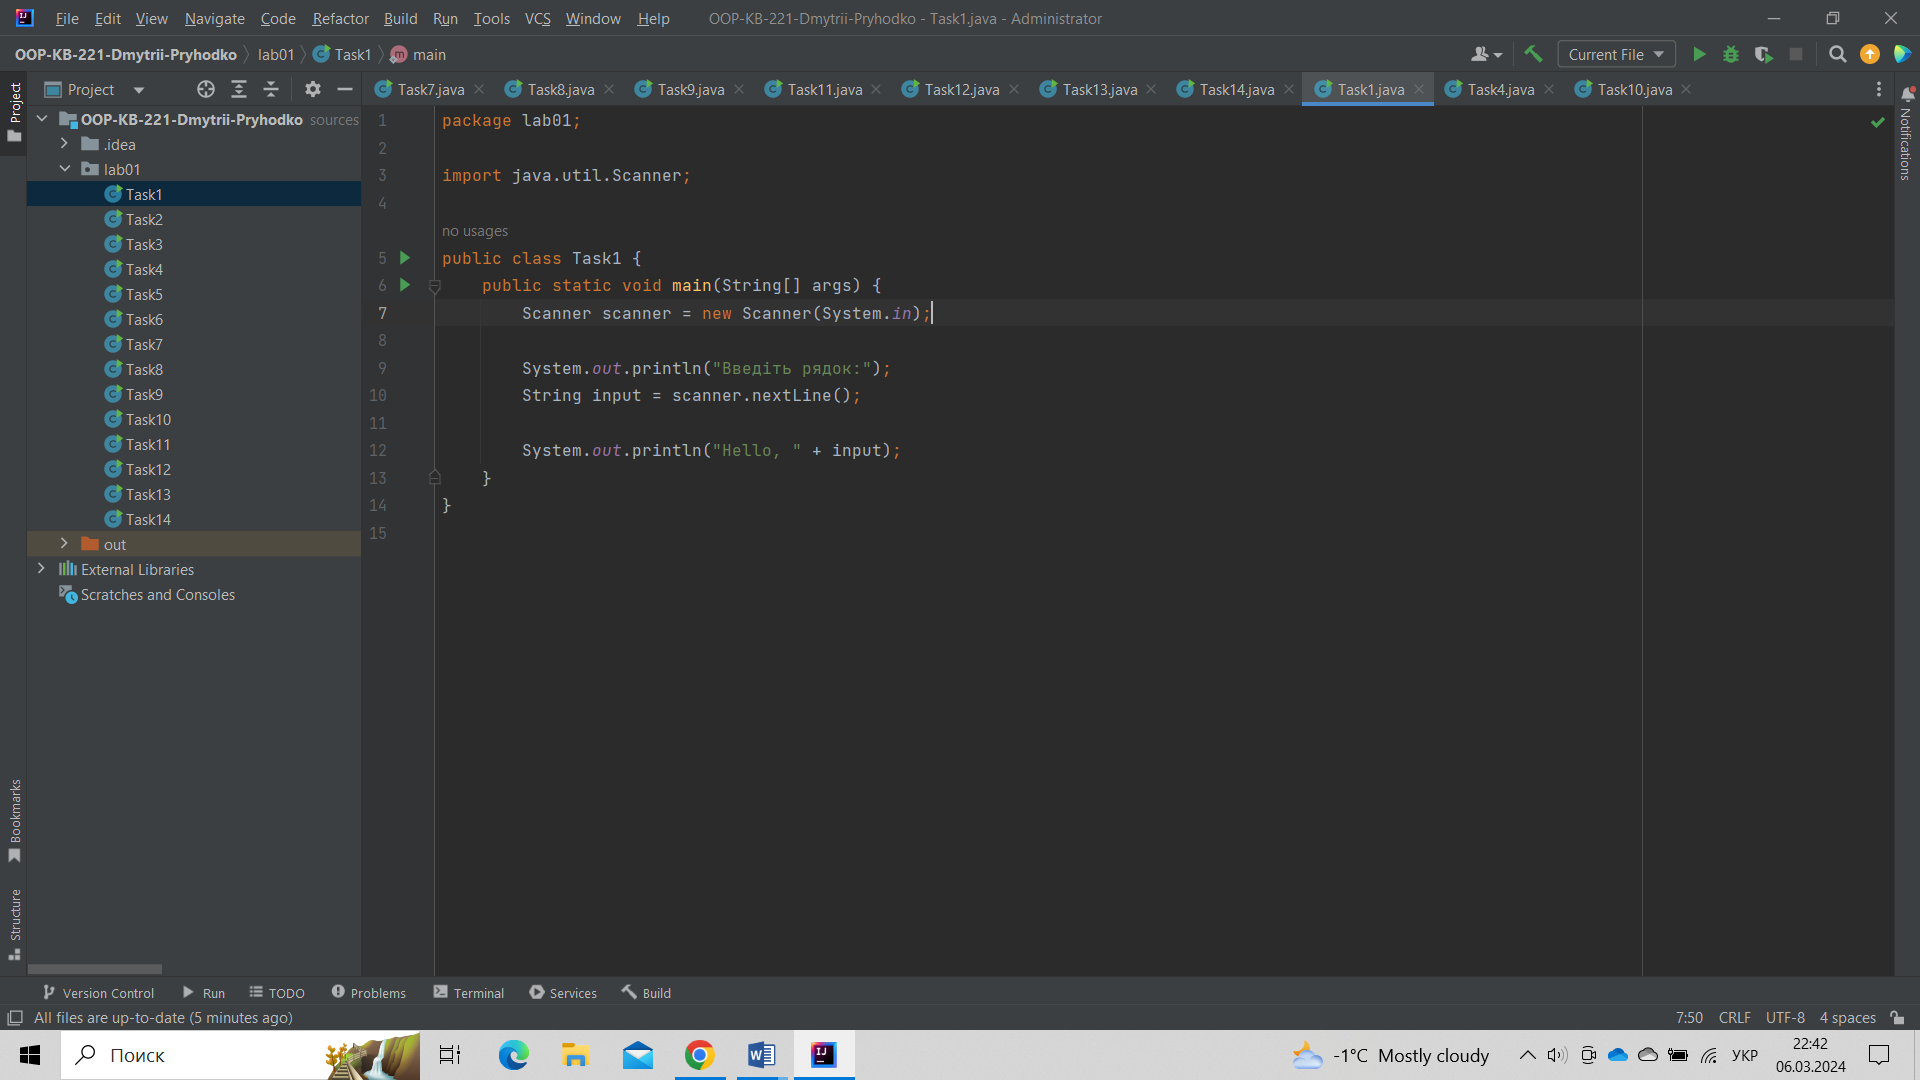 File Edit View Navigate Code Refactor Build Run Tools VCS Window Help OOP-KB-221-Dmytrii-Pryhodko - Task1.java - Administrator
OOP-KB-221-Dmytrii-Pryhodko lab01 Task1 main Current File
Project
Project
Task7.java Task8.java Task9.java Task11.java Task12.java Task13.java Task14.java Task1.java Task4.java Task10.java
Notifications
OOP-KB-221-Dmytrii-Pryhodko sources
.idea
lab01
Task1
Task2
Task3
Task4
Task5
Task6
Task7
Task8
Task9
Task10
Task11
Task12
Task13
Task14
out
External Libraries
Scratches and Consoles
1 package lab01;
2
3 import java.util.Scanner;
4
no usages
5 public class Task1 {
6 public static void main(String[] args) {
7 Scanner scanner = new Scanner(System.in);
8
9 System.out.println("Введіть рядок:");
10 String input = scanner.nextLine();
11
12 System.out.println("Hello, " + input);
13 }
14 }
15
Bookmarks
Structure
Version Control Run TODO Problems Terminal Services Build
All files are up-to-date (5 minutes ago) 7:50 CRLF UTF-8 4 spaces
Поиск
-1°C Mostly cloudy УКР 22:42
06.03.2024